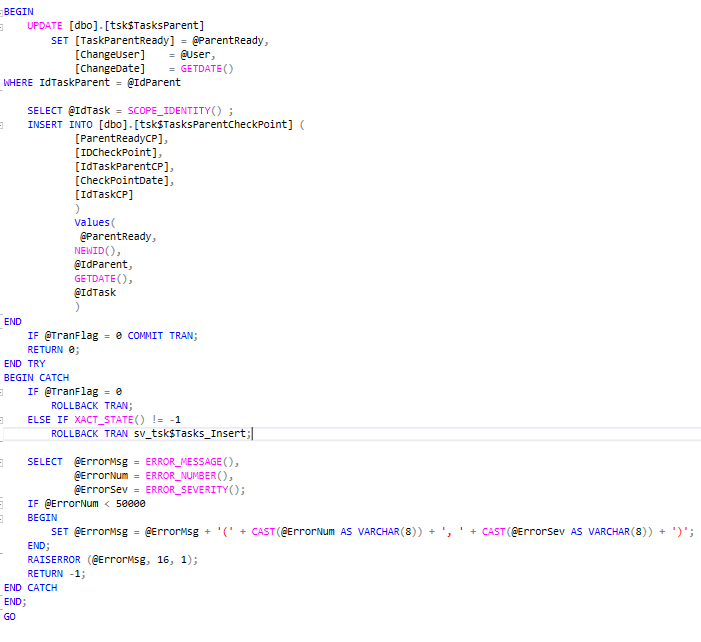 BEGIN
    UPDATE [dbo].[tsk$TasksParent]
        SET [TaskParentReady] = @ParentReady,
            [ChangeUser]    = @User,
            [ChangeDate]    = GETDATE()
WHERE IdTaskParent = @IdParent
    SELECT @IdTask = SCOPE_IDENTITY() ;
    INSERT INTO [dbo].[tsk$TasksParentCheckPoint] (
            [ParentReadyCP],
            [IDCheckPoint],
            [IdTaskParentCP],
            [CheckPointDate],
            [IdTaskCP]
            )
            Values(
             @ParentReady,
            NEWID(),
            @IdParent,
            GETDATE(),
            @IdTask
            )
END
    IF @TranFlag = 0 COMMIT TRAN;
    RETURN 0;
END TRY
BEGIN CATCH
    IF @TranFlag = 0
        ROLLBACK TRAN;
    ELSE IF XACT_STATE() != -1
        ROLLBACK TRAN sv_tsk$Tasks_Insert;
    SELECT  @ErrorMsg = ERROR_MESSAGE(),
            @ErrorNum = ERROR_NUMBER(),
            @ErrorSev = ERROR_SEVERITY();
    IF @ErrorNum < 50000
    BEGIN
        SET @ErrorMsg = @ErrorMsg + '(' + CAST(@ErrorNum AS VARCHAR(8)) + ', ' + CAST(@ErrorSev AS VARCHAR(8)) + ')';
    END;
    RAISERROR (@ErrorMsg, 16, 1);
    RETURN -1;
END CATCH
END;
GO